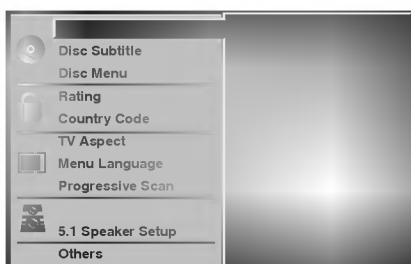 Disc Subtitle
Disc Menu
Rating
Country Code
TV Aspect
Menu Language
Progressive Scan
5.1 Speaker Setup
Others